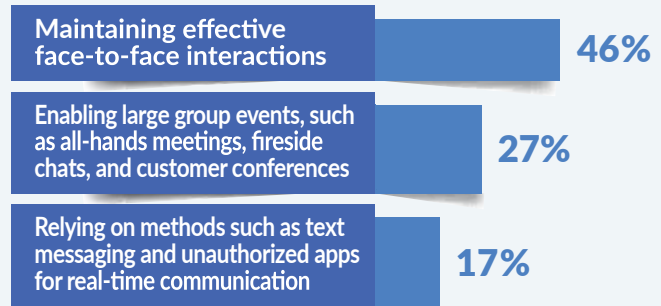 Maintaining effective
face-to-face interactions
46%
Enabling large group events, such
as all-hands meetings, fireside
chats, and customer conferences
27%
Relying on methods such as text
messaging and unauthorized apps
for real-time communication
17%